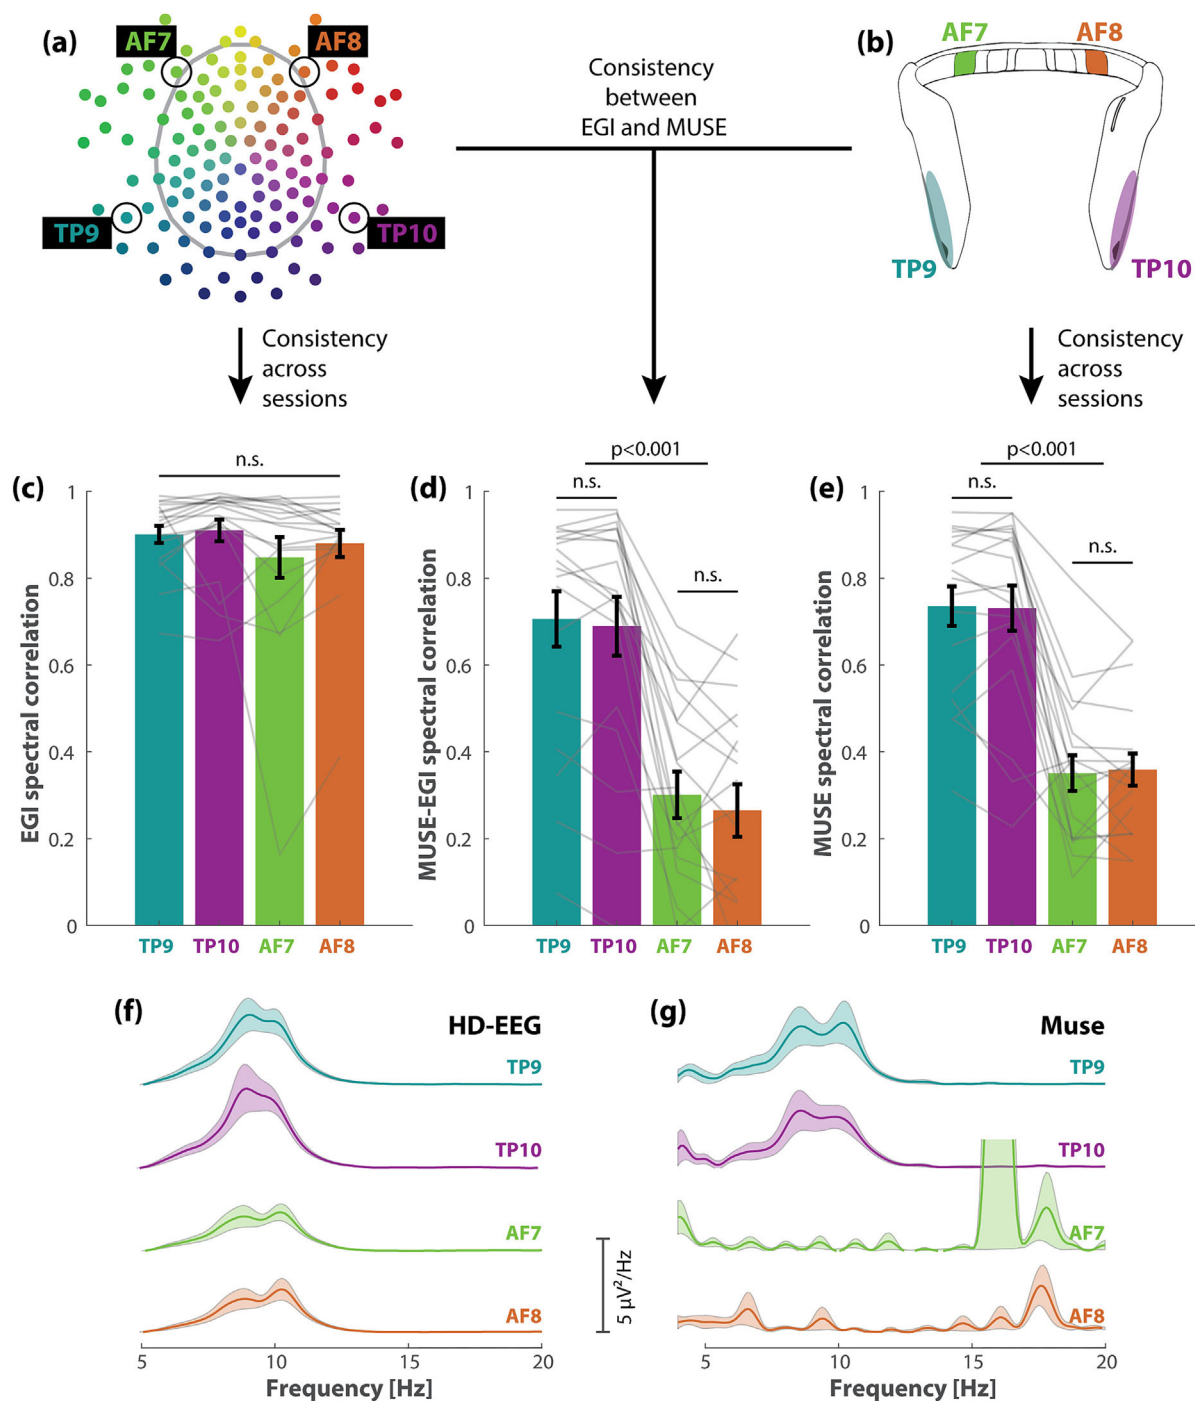 (a)
AF7
AF8
TP9
TP10
Consistency
between
EGI and MUSE
(b)
AF7
AF8
TP9
TP10
Consistency
across
sessions
Consistency
across
sessions
(c)
n.s.
EGI spectral correlation
1
0.8
0.6
0.4
0.2
0
TP9
TP10
AF7
AF8
(d)
p<0.001
n.s.
n.s.
MUSE-EGI spectral correlation
1
0.8
0.6
0.4
0.2
0
TP9
TP10
AF7
AF8
(e)
p<0.001
n.s.
n.s.
MUSE spectral correlation
1
0.8
0.6
0.4
0.2
0
TP9
TP10
AF7
AF8
(f)
HD-EEG
TP9
TP10
AF7
AF8
5
10
15
20
Frequency [Hz]
5 μV²/Hz
(g)
Muse
TP9
TP10
AF7
AF8
5
10
15
20
Frequency [Hz]